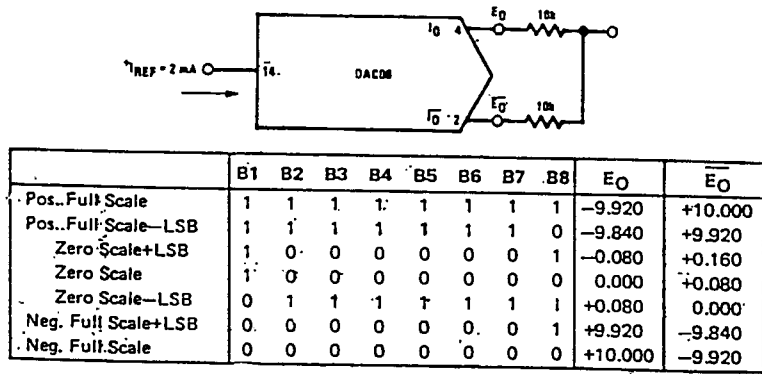 E̅O̅ 
IO 4 EO 10k
+IREF = 2 mA 14 DAC08
IO 2 EO 10k
B1 B2 B3 B4 B5 B6 B7 B8 EO EO
Pos. Full Scale 1 1 1 1 1 1 1 1 −9.920 +10.000
Pos. Full Scale—LSB 1 1 1 1 1 1 1 0 −9.840 +9.920
Zero Scale+LSB 1 0 0 0 0 0 0 1 −0.080 +0.160
Zero Scale 1 0 0 0 0 0 0 0 0.000 +0.080
Zero Scale—LSB 0 1 1 1 1 1 1 1 +0.080 0.000
Neg. Full Scale+LSB 0 0 0 0 0 0 0 1 +9.920 −9.840
Neg. Full Scale 0 0 0 0 0 0 0 0 +10.000 −9.920